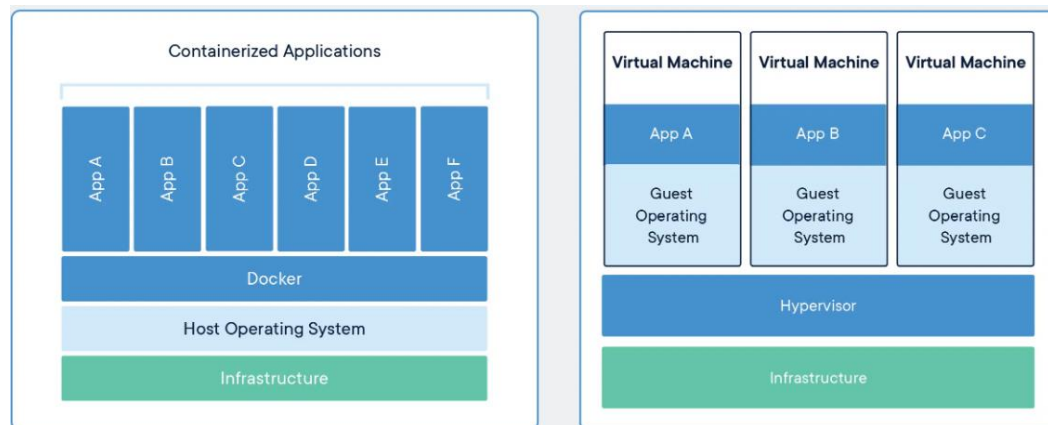 Containerized Applications
App A
App B
App C
App D
App E
App F
Docker
Host Operating System
Infrastructure
Virtual Machine
App A
Guest
Operating
System
Virtual Machine
App B
Guest
Operating
System
Virtual Machine
App C
Guest
Operating
System
Hypervisor
Infrastructure